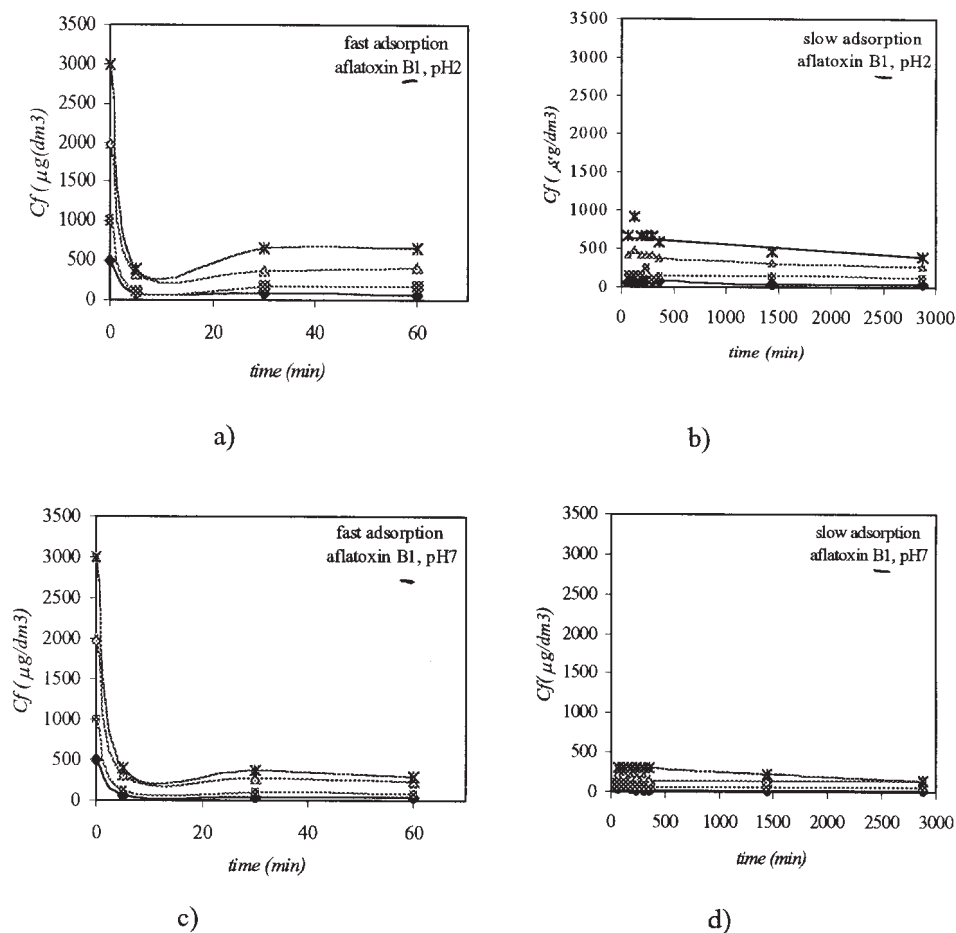 3500
3000
2500
2000
1500
1000
500
0
Cf ( µg(dm3)
fast adsorption
aflatoxin B1, pH2
0 20 40 60
time (min)
a)
3500
3000
2500
2000
1500
1000
500
0
Cf ( µg/dm3)
slow adsorption
aflatoxin B1, pH2
0 500 1000 1500 2000 2500 3000
time (min)
b)
3500
3000
2500
2000
1500
1000
500
0
Cf ( µg/dm3)
fast adsorption
aflatoxin B1, pH7
0 20 40 60
time (min)
c)
3500
3000
2500
2000
1500
1000
500
0
Cf( µg/dm3)
slow adsorption
aflatoxin B1, pH7
0 500 1000 1500 2000 2500 3000
time (min)
d)